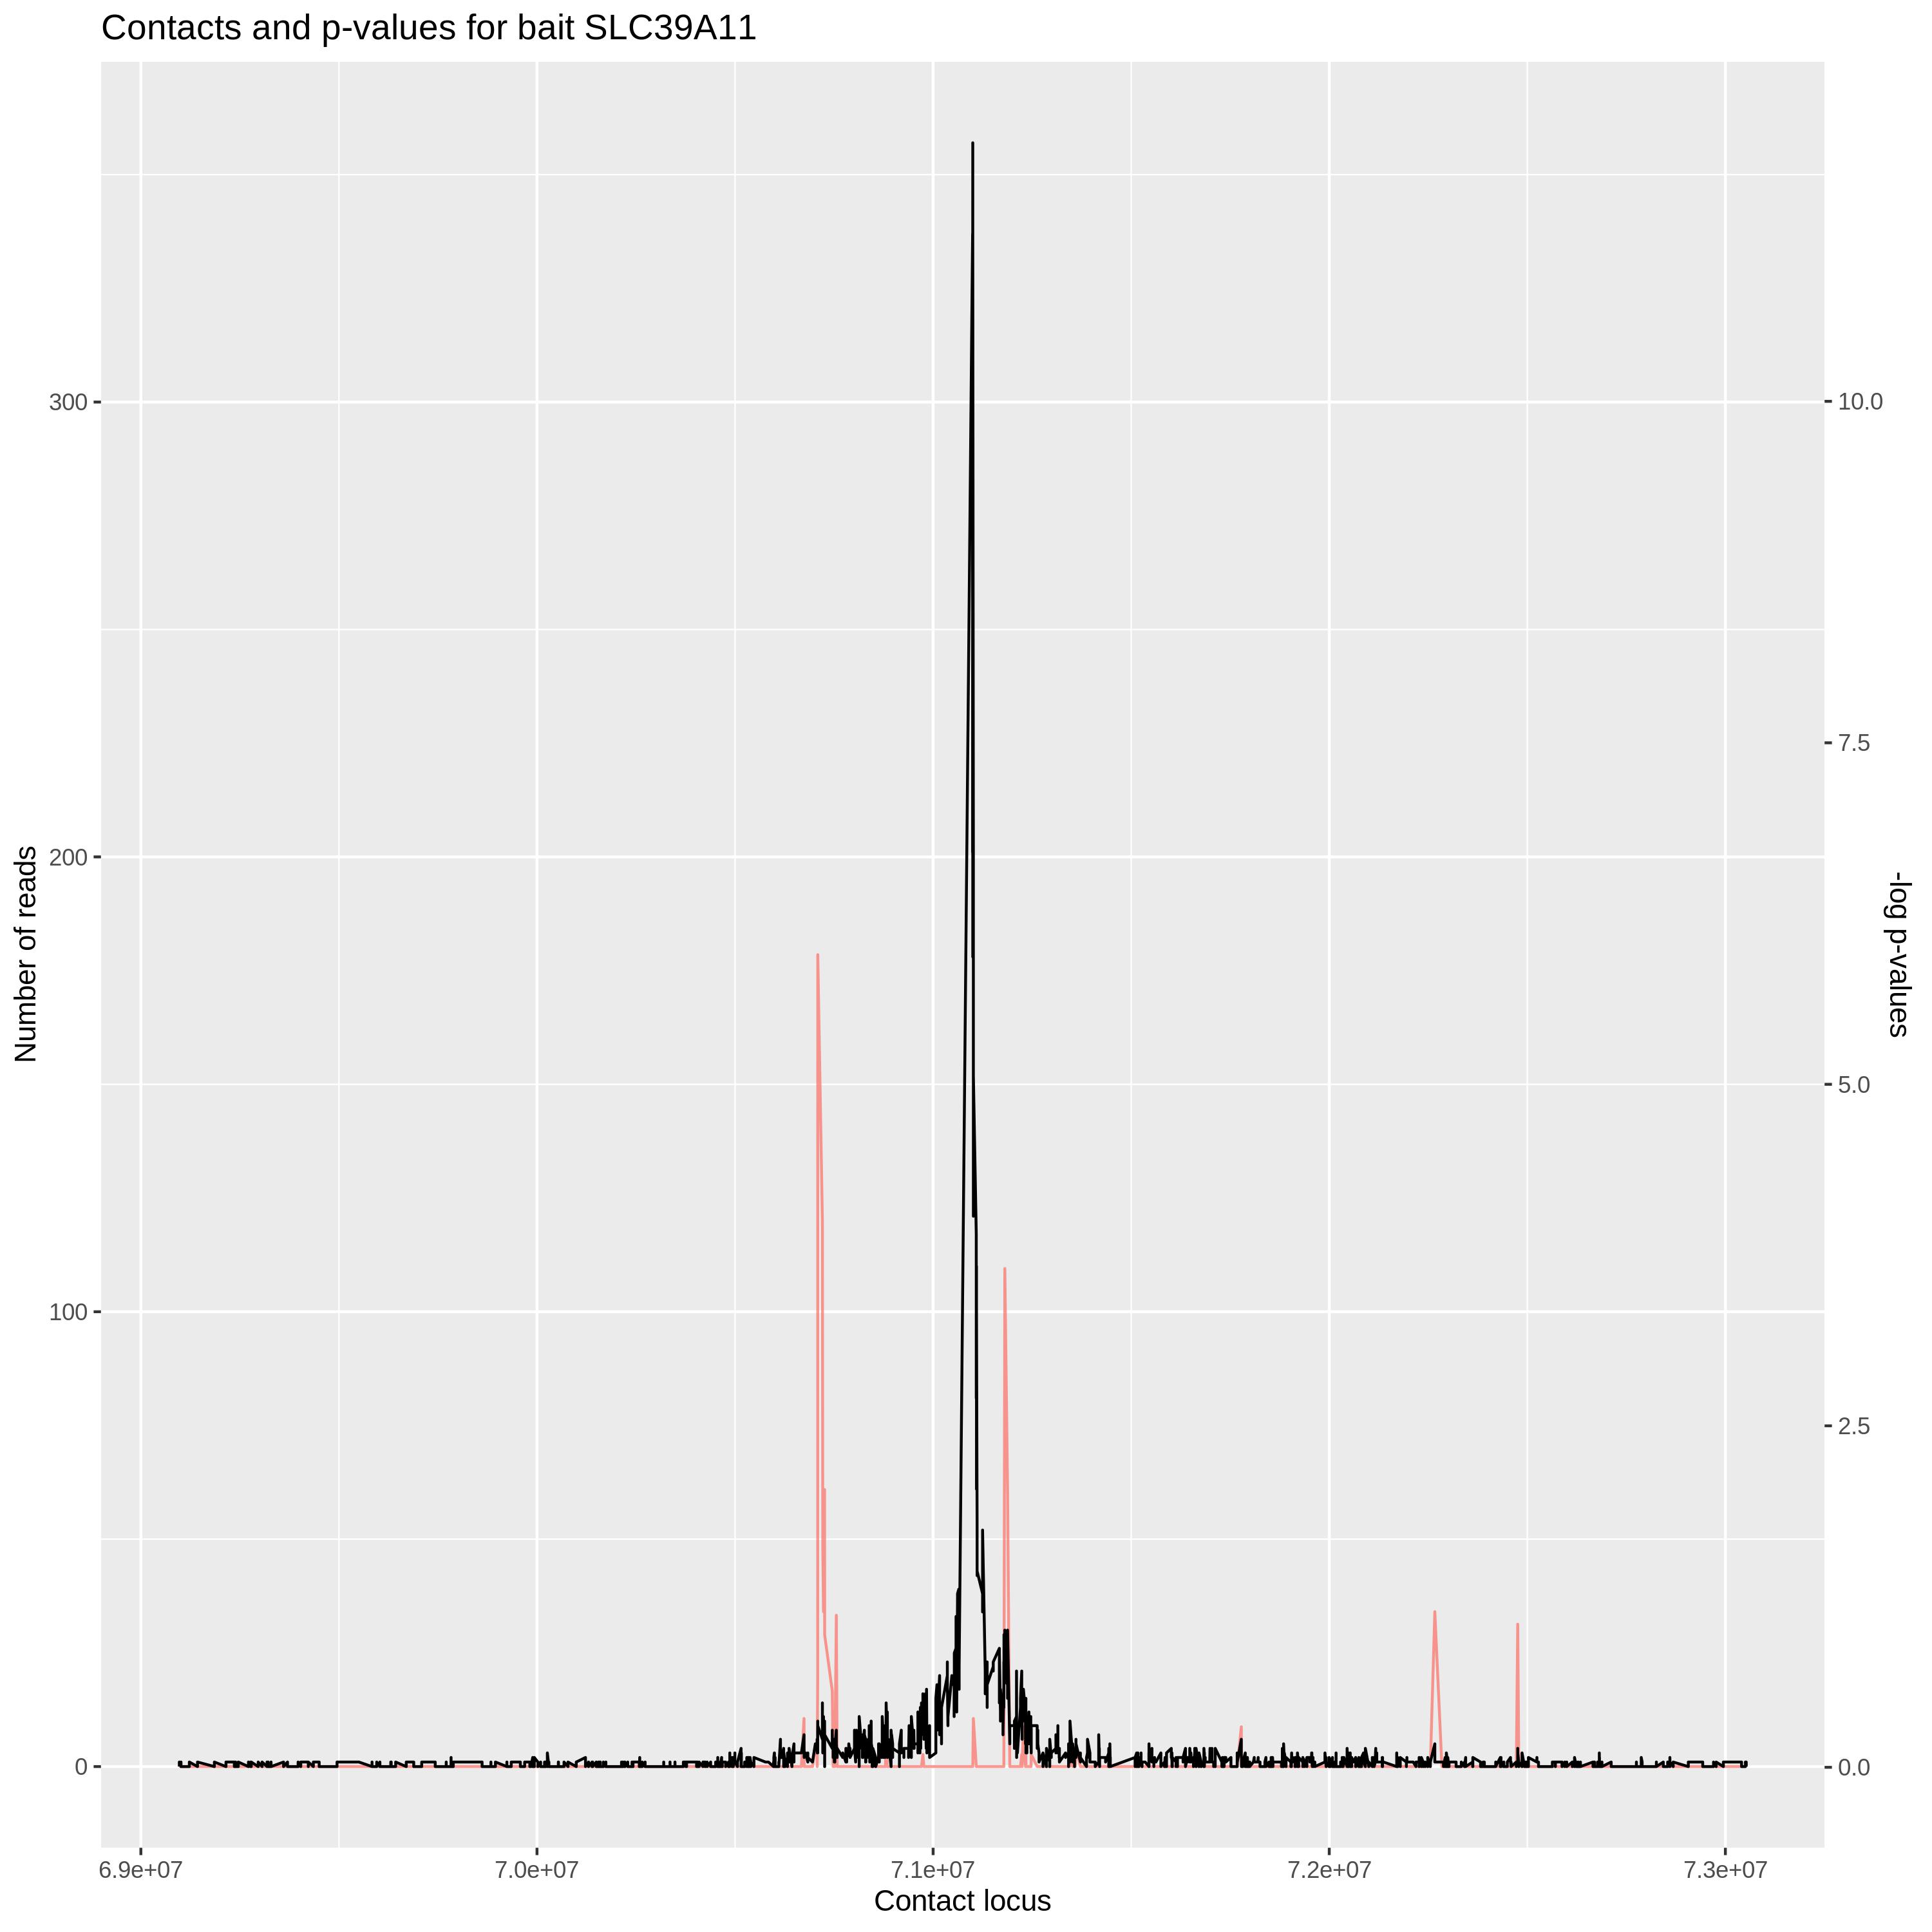 Contacts and p-values for bait SLC39A11
Number of reads
300
200
100
0
10.0
7.5
5.0
2.5
0.0
-log p-values
6.9e+07 7.0e+07 7.1e+07 7.2e+07 7.3e+07
Contact locus